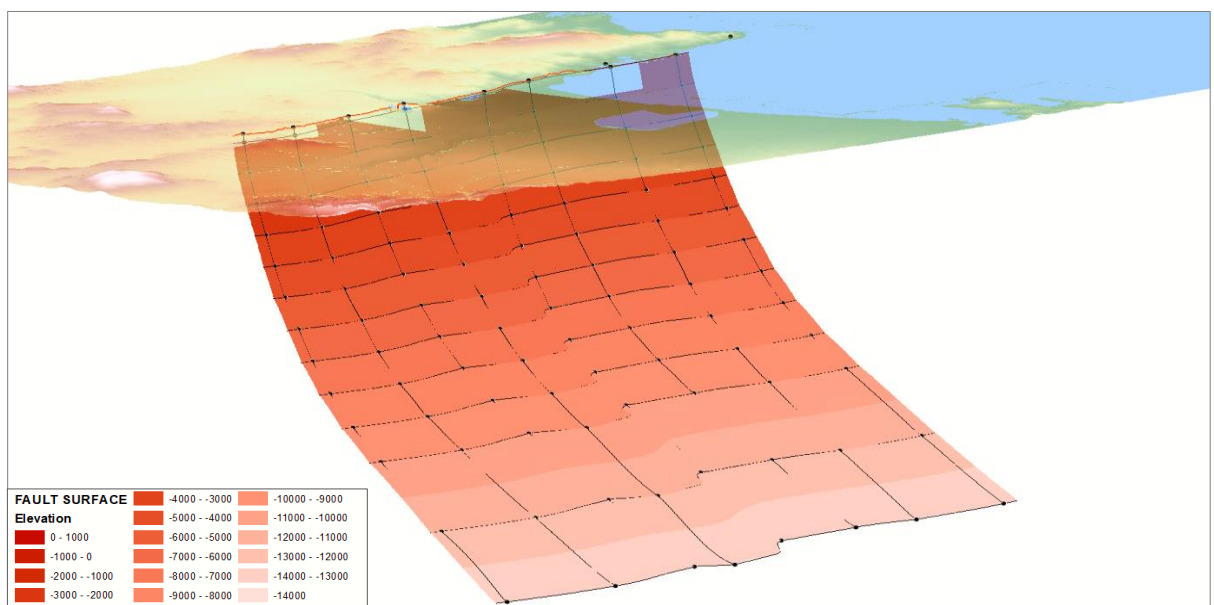 FAULT SURFACE
Elevation
0 - 1000
-1000 - 0
-2000 - -1000
-3000 - -2000
-4000 - -3000
-5000 - -4000
-6000 - -5000
-7000 - -6000
-8000 - -7000
-9000 - -8000
-10000 - -9000
-11000 - -10000
-12000 - -11000
-13000 - -12000
-14000 - -13000
-14000